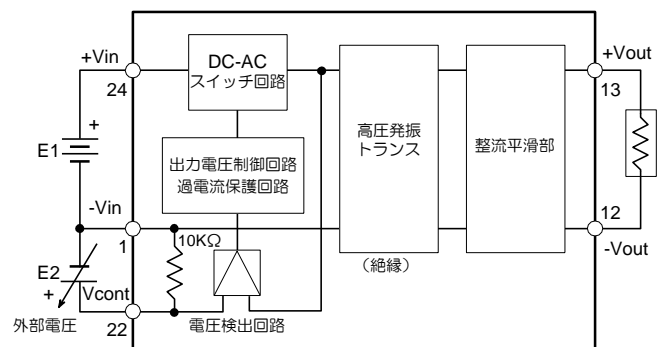 +Vin
24
DC-AC
スイッチ回路
+Vout
13
E1
+
出力電圧制御回路
過電流保護回路
高圧発振
トランス
整流平滑部
-Vin
1
10KΩ
12
-Vout
(絶縁)
E2
+
Vcont
22
外部電圧
電圧検出回路